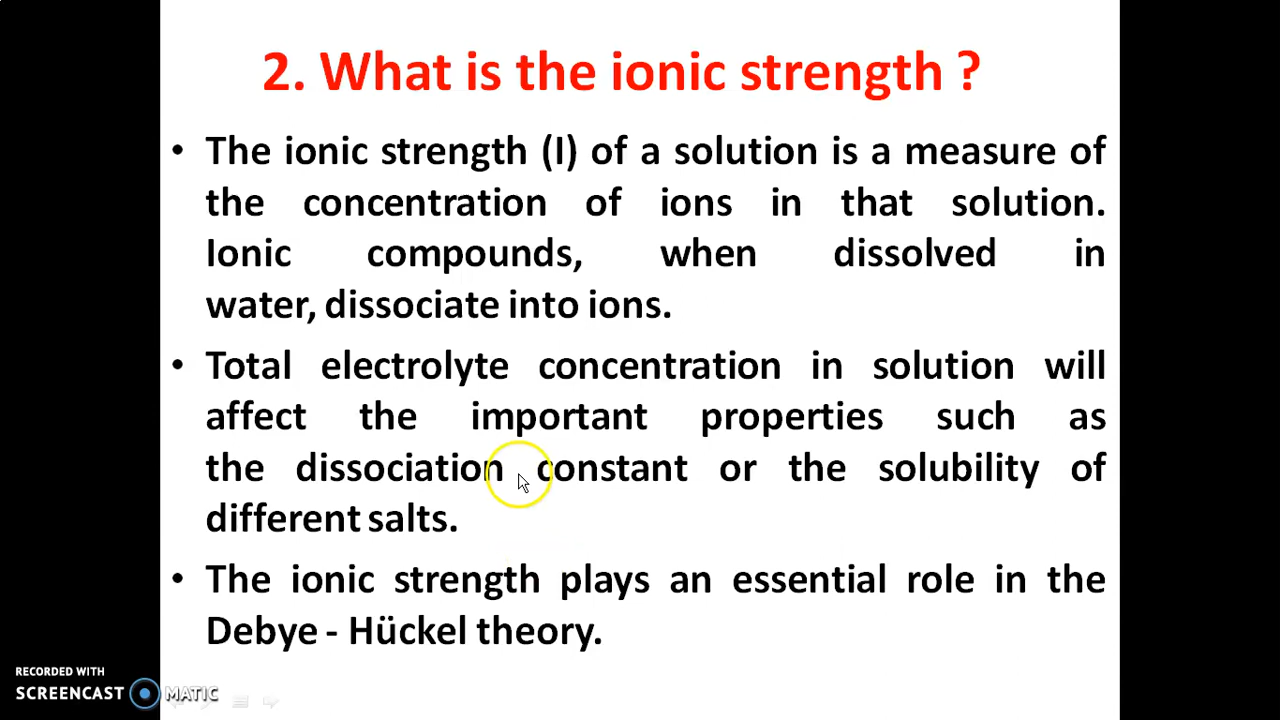 2. What is the ionic strength ?
• The ionic strength (I) of a solution is a measure of
the concentration of ions in that solution.
Ionic compounds, when dissolved in
water, dissociate into ions.
• Total electrolyte concentration in solution will
affect the important properties such as
the dissociation constant or the solubility of
different salts.
• The ionic strength plays an essential role in the
Debye - Hückel theory.
RECORDED WITH
SCREENCAST MATIC